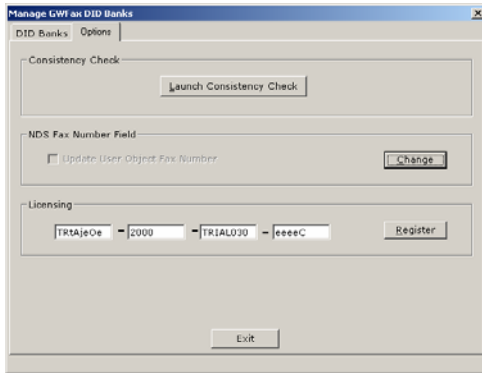 Manage GWFax DID Banks
DID Banks Options
Consistency Check
Launch Consistency Check
NDS Fax Number Field
Update User Object Fax Number
Change
Licensing
TRtAjeOe - 2000 - TRIAL030 - eeeeC
Register
Exit